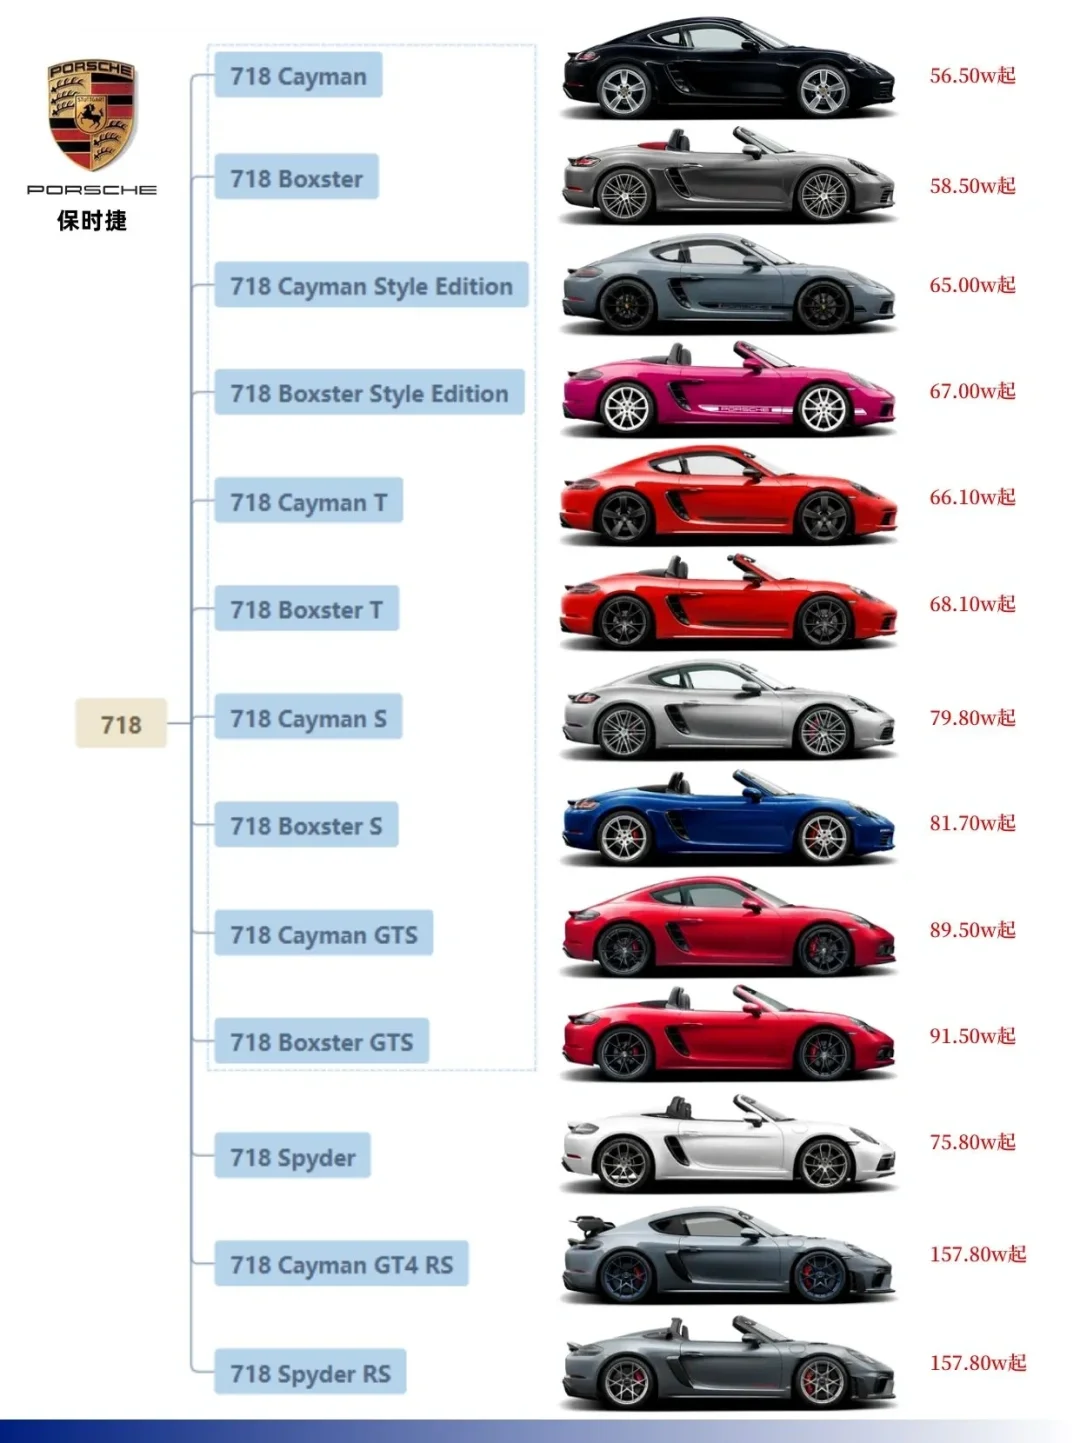 PORSCHE
STUTTGART
PORSCHE
保时捷
718
718 Cayman
56.50w起
718 Boxster
58.50w起
718 Cayman Style Edition
65.00w起
PORSCHE
718 Boxster Style Edition
67.00w起
PORSCHE
718 Cayman T
66.10w起
718 Boxster T
68.10w起
718 Cayman S
79.80w起
718 Boxster S
81.70w起
718 Cayman GTS
89.50w起
718 Boxster GTS
91.50w起
718 Spyder
75.80w起
718 Cayman GT4 RS
157.80w起
718 Spyder RS
157.80w起